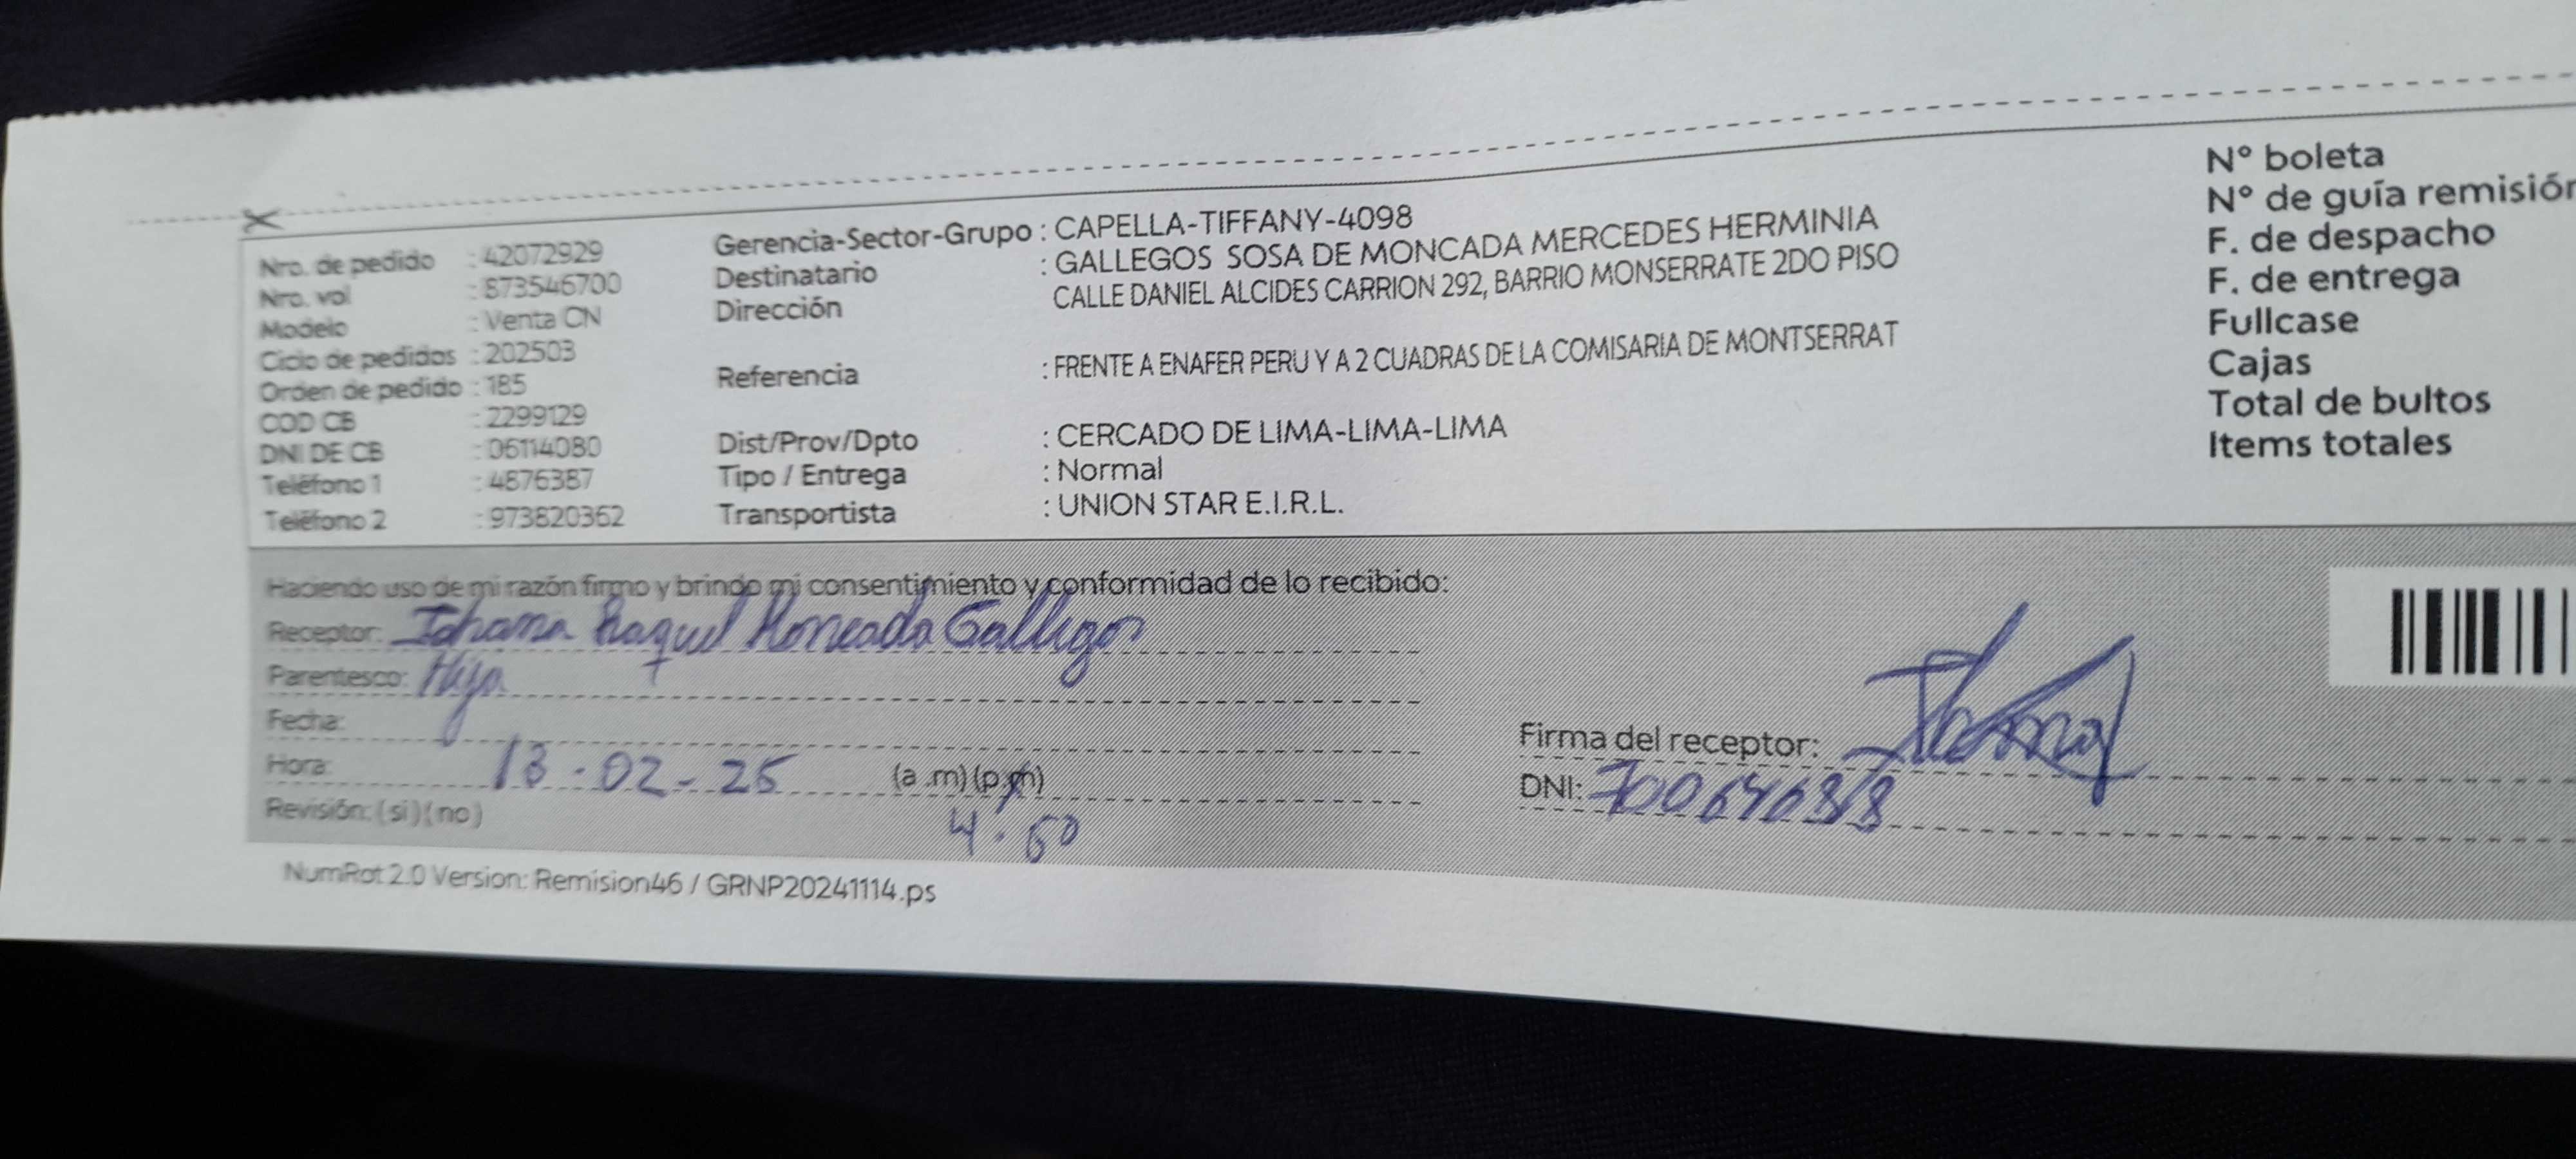 Nro. de pedido : 42072929
Nro. vol : 873546700
Modelo : Venta CN
Ciclo de pedidos : 202503
Orden de pedido : 185
COD CB : 2299129
DNI DE CB : 06114080
Teléfono 1 : 4876387
Teléfono 2 : 973820362
Gerencia-Sector-Grupo : CAPELLA-TIFFANY-4098
Destinatario : GALLEGOS SOSA DE MONCADA MERCEDES HERMINIA
Dirección CALLE DANIEL ALCIDES CARRION 292, BARRIO MONSERRATE 2DO PISO
Referencia : FRENTE A ENAFER PERU Y A 2 CUADRAS DE LA COMISARIA DE MONTSERRAT
Dist/Prov/Dpto : CERCADO DE LIMA-LIMA-LIMA
Tipo / Entrega : Normal
Transportista : UNION STAR E.I.R.L.
N° boleta
N° de guía remisión
F. de despacho
F. de entrega
Fullcase
Cajas
Total de bultos
Items totales
Haciendo uso de mi razón firmo y brindo mi consentimiento y conformidad de lo recibido:
Receptor: Johana Raquel Moncada Gallegos
Parentesco: Hija
Fecha:
Hora: 13-02-25 (a.m)(p.m)
Revisión: (si)(no) 4.50
Firma del receptor:
DNI:
NumRot 2.0 Version: Remision46 / GRNP20241114.ps